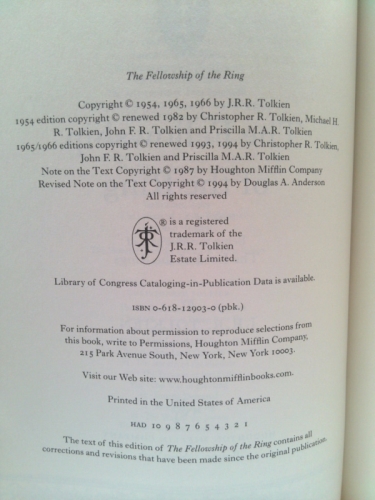 The Fellowship of the Ring
Copyright © 1954, 1965, 1966 by J.R.R. Tolkien
1954 edition copyright © renewed 1982 by Christopher R. Tolkien, Michael H.
R. Tolkien, John F. R. Tolkien and Priscilla M.A.R. Tolkien
1965/1966 editions copyright © renewed 1993, 1994 by Christopher R. Tolkien,
John F. R. Tolkien and Priscilla M.A.R. Tolkien
Note on the Text Copyright © 1987 by Houghton Mifflin Company
Revised Note on the Text Copyright © 1994 by Douglas A. Anderson
All rights reserved
® is a registered
trademark of the
J.R.R. Tolkien
Estate Limited.
Library of Congress Cataloging-in-Publication Data is available.
ISBN 0-618-12903-0 (pbk.)
For information about permission to reproduce selections from
this book, write to Permissions, Houghton Mifflin Company,
215 Park Avenue South, New York, New York 10003.
Visit our Web site: www.houghtonmifflinbooks.com.
Printed in the United States of America
HAD 10 9 8 7 6 5 4 3 2 1
The text of this edition of The Fellowship of the Ring contains all
corrections and revisions that have been made since the original publication.